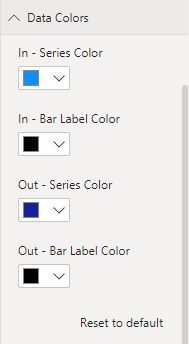 Data Colors
In - Series Color
In - Bar Label Color
Out - Series Color
Out - Bar Label Color
Reset to default